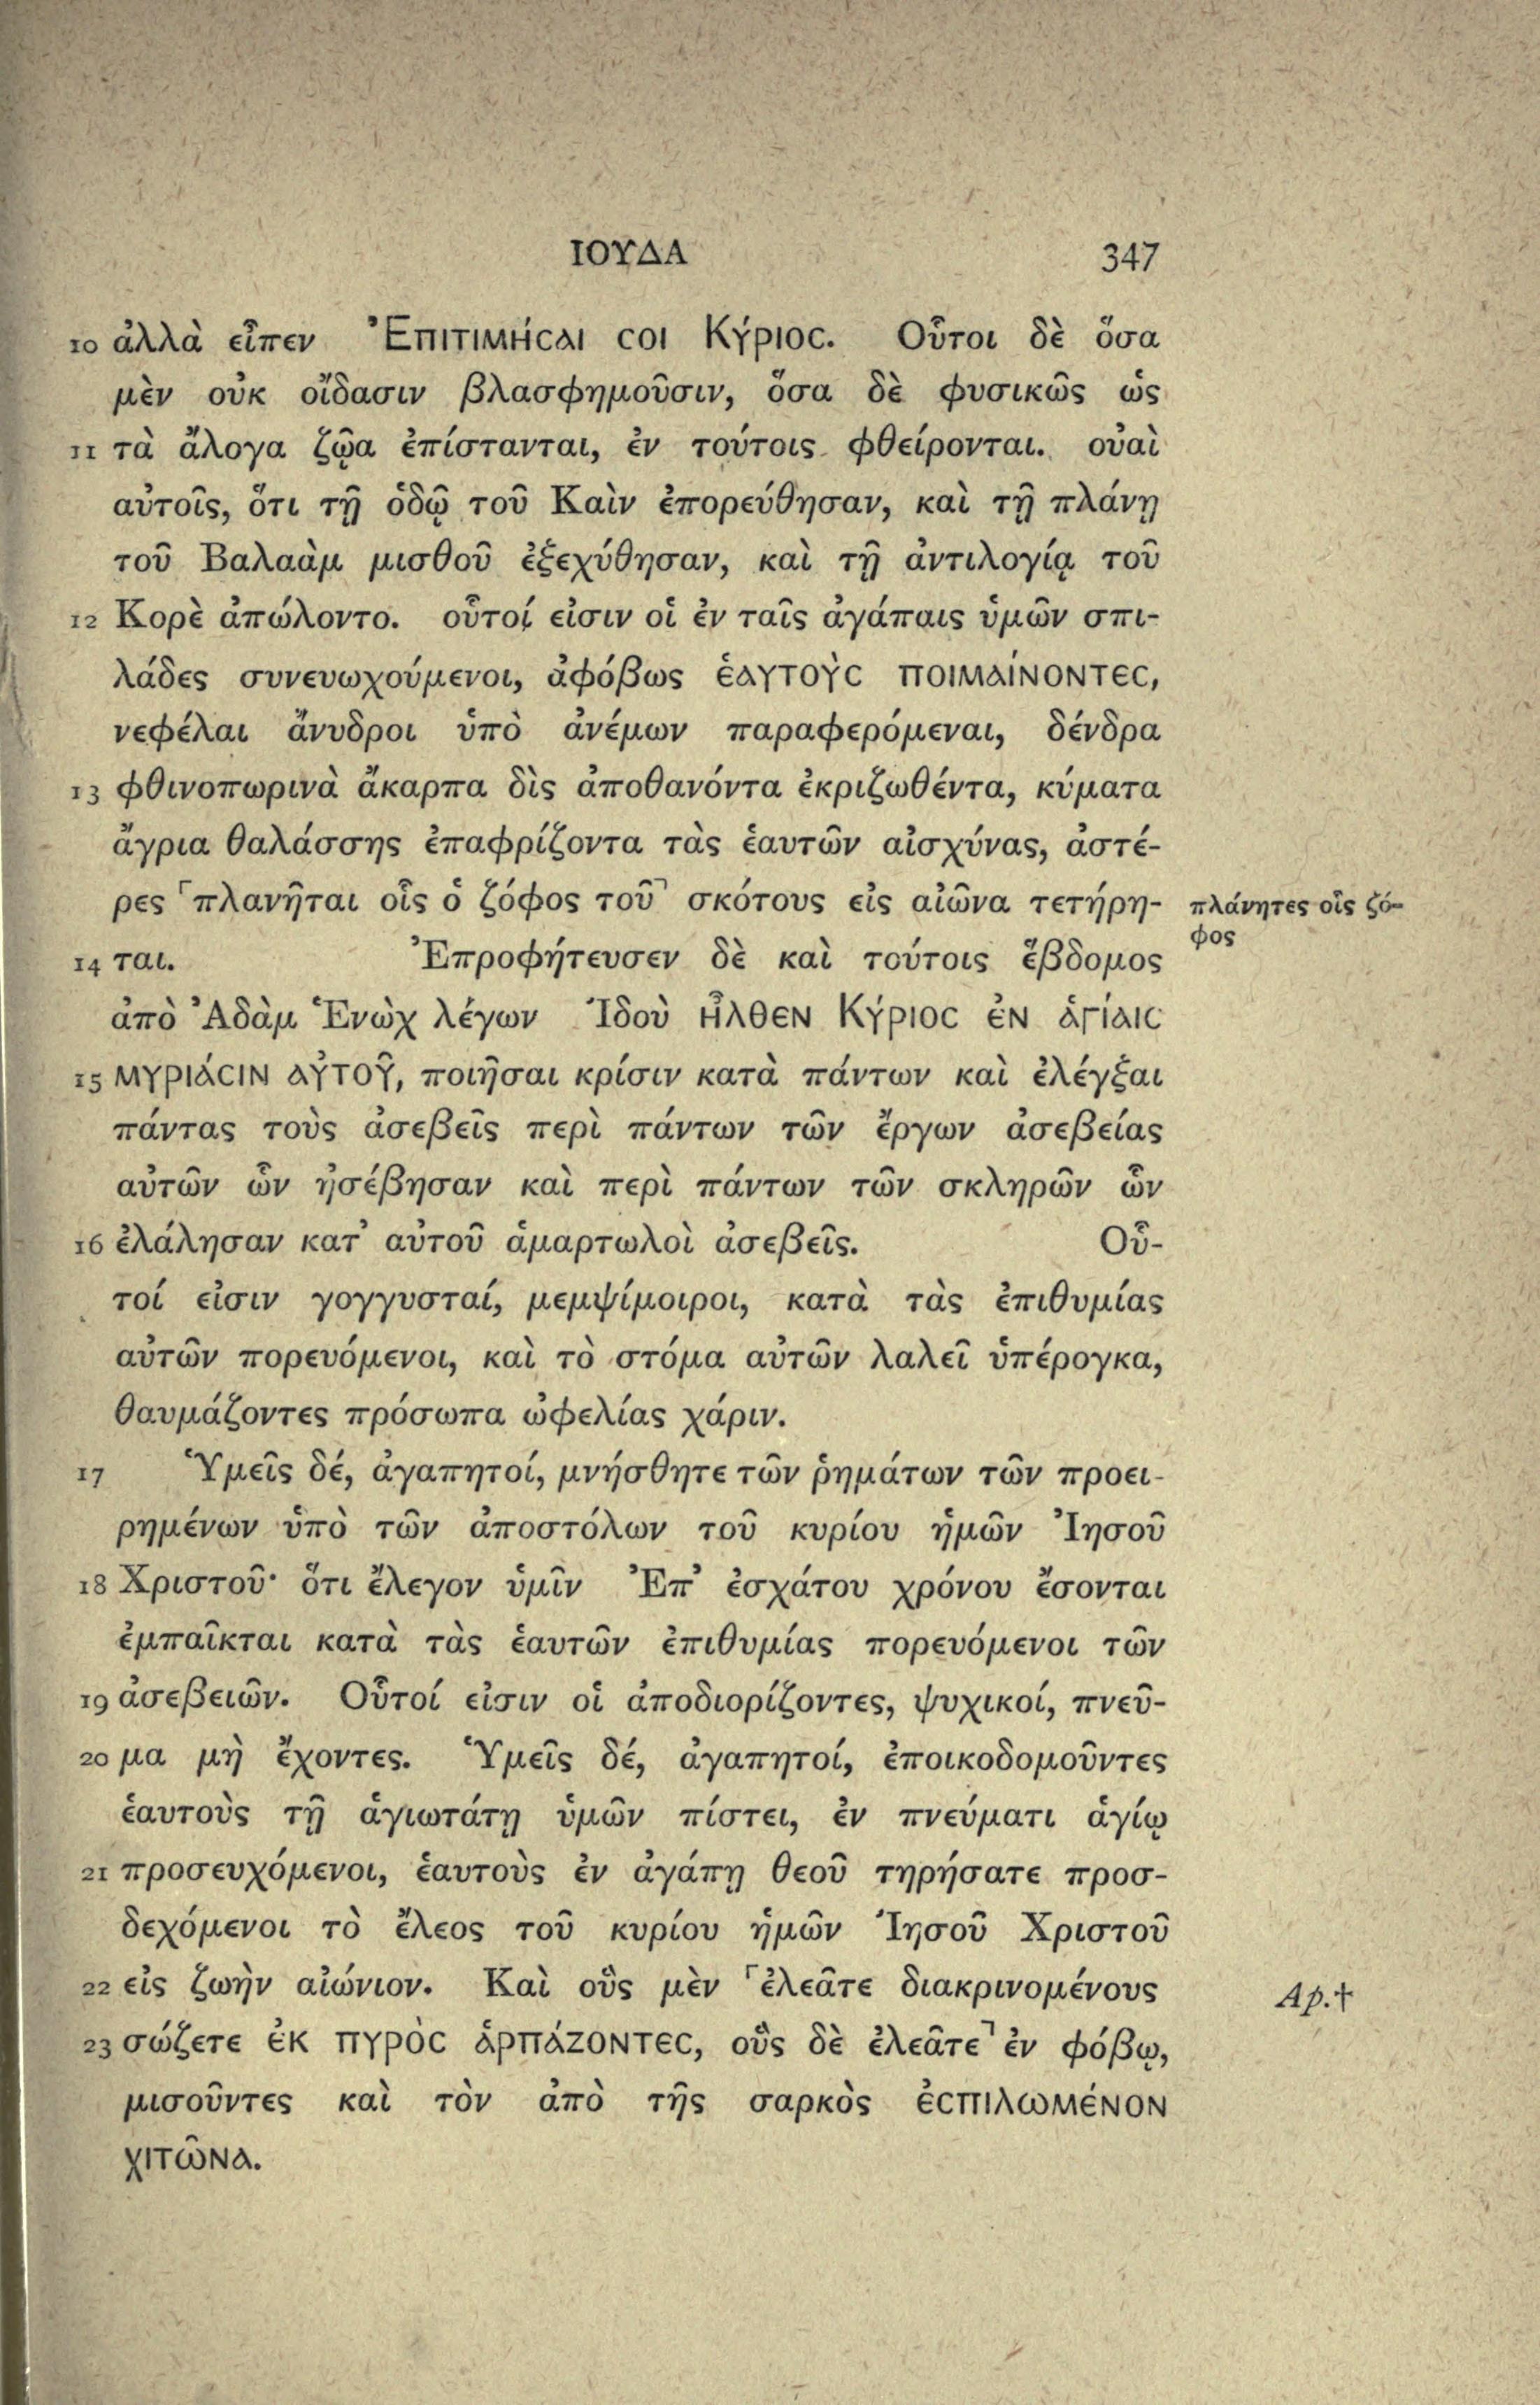 ΙΟΥΔΑ 347
10 ἀλλὰ εἶπεν Ἐπιτιμήσαι σοι Κύριος. Οὗτοι δὲ ὅσα
μὲν οὐκ οἴδασιν βλασφημοῦσιν, ὅσα δὲ φυσικῶς ὡς
11 τὰ ἄλογα ζῷα ἐπίστανται, ἐν τούτοις φθείρονται. οὐαὶ
αὐτοῖς, ὅτι τῇ ὁδῷ τοῦ Καὶν ἐπορεύθησαν, καὶ τῇ πλάνῃ
τοῦ Βαλαὰμ μισθοῦ ἐξεχύθησαν, καὶ τῇ ἀντιλογίᾳ τοῦ
12 Κορὲ ἀπώλοντο. οὗτοί εἰσιν οἱ ἐν ταῖς ἀγάπαις ὑμῶν σπι-
λάδες συνευωχούμενοι, ἀφόβως ἑαυτοὺς ποιμαίνοντες,
νεφέλαι ἄνυδροι ὑπὸ ἀνέμων παραφερόμεναι, δένδρα
13 φθινοπωρινὰ ἄκαρπα δὶς ἀποθανόντα ἐκριζωθέντα, κύματα
ἄγρια θαλάσσης ἐπαφρίζοντα τὰς ἑαυτῶν αἰσχύνας, ἀστέ-
ρες ⸀πλανῆται οἷς ὁ ζόφος τοῦ⸃ σκότους εἰς αἰῶνα τετήρη- πλάνητες οἷς ζό-
φος
14 ται. Ἐπροφήτευσεν δὲ καὶ τούτοις ἕβδομος
ἀπὸ Ἀδὰμ Ἑνὼχ λέγων Ἰδοὺ ἦλθεν Κύριος ἐν ἁγίαις
15 μυριάσιν αὐτοῦ, ποιῆσαι κρίσιν κατὰ πάντων καὶ ἐλέγξαι
πάντας τοὺς ἀσεβεῖς περὶ πάντων τῶν ἔργων ἀσεβείας
αὐτῶν ὧν ἠσέβησαν καὶ περὶ πάντων τῶν σκληρῶν ὧν
16 ἐλάλησαν κατ᾽ αὐτοῦ ἁμαρτωλοὶ ἀσεβεῖς. Οὗ-
τοί εἰσιν γογγυσταί, μεμψίμοιροι, κατὰ τὰς ἐπιθυμίας
αὐτῶν πορευόμενοι, καὶ τὸ στόμα αὐτῶν λαλεῖ ὑπέρογκα,
θαυμάζοντες πρόσωπα ὠφελίας χάριν.
17 Ὑμεῖς δέ, ἀγαπητοί, μνήσθητε τῶν ῥημάτων τῶν προει-
ρημένων ὑπὸ τῶν ἀποστόλων τοῦ κυρίου ἡμῶν Ἰησοῦ
18 Χριστοῦ· ὅτι ἔλεγον ὑμῖν Ἐπ᾽ ἐσχάτου χρόνου ἔσονται
ἐμπαῖκται κατὰ τὰς ἑαυτῶν ἐπιθυμίας πορευόμενοι τῶν
19 ἀσεβειῶν. Οὗτοί εἰσιν οἱ ἀποδιορίζοντες, ψυχικοί, πνεῦ-
20 μα μὴ ἔχοντες. Ὑμεῖς δέ, ἀγαπητοί, ἐποικοδομοῦντες
ἑαυτοὺς τῇ ἁγιωτάτῃ ὑμῶν πίστει, ἐν πνεύματι ἁγίῳ
21 προσευχόμενοι, ἑαυτοὺς ἐν ἀγάπῃ θεοῦ τηρήσατε προσ-
δεχόμενοι τὸ ἔλεος τοῦ κυρίου ἡμῶν Ἰησοῦ Χριστοῦ
22 εἰς ζωὴν αἰώνιον. Καὶ οὓς μὲν ⸀ἐλεᾶτε διακρινομένους Ap.†
23 σώζετε ἐκ πυρὸς ἁρπάζοντες, οὓς δὲ ἐλεᾶτε⸃ ἐν φόβῳ,
μισοῦντες καὶ τὸν ἀπὸ τῆς σαρκὸς ἐσπιλωμένον
χιτῶνα.